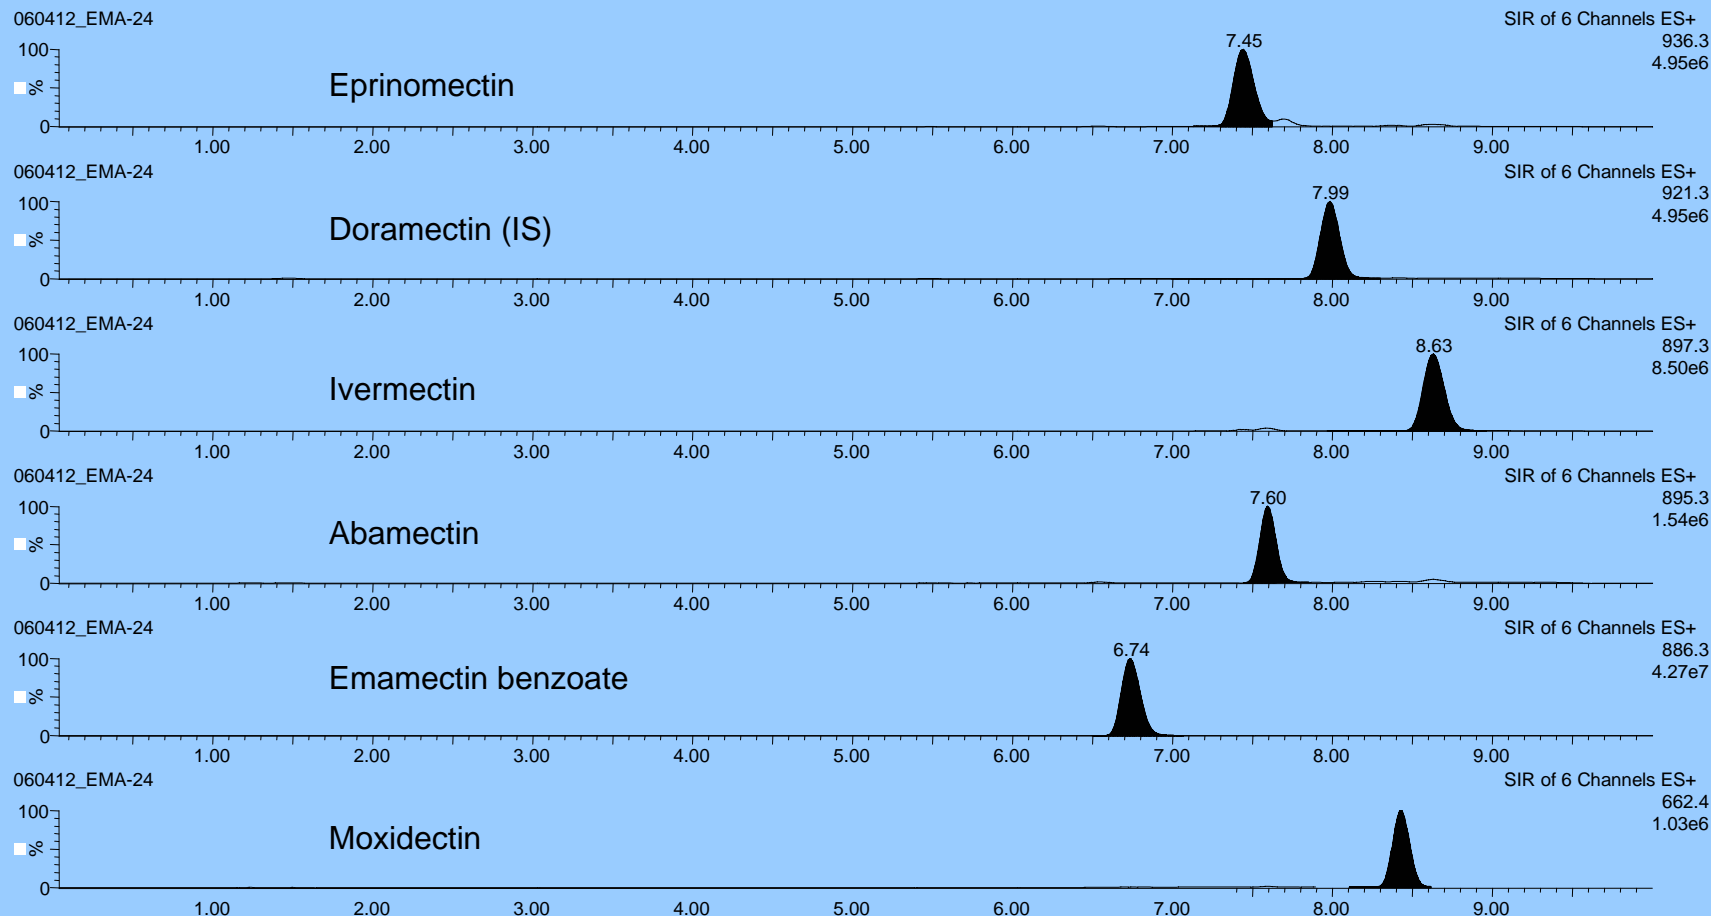 060412_EMA-24 SIR of 6 Channels ES+
936.3
4.95e6
7.45
100
%
0
Eprinomectin
1.00 2.00 3.00 4.00 5.00 6.00 7.00 8.00 9.00
060412_EMA-24 SIR of 6 Channels ES+
921.3
4.95e6
7.99
100
%
0
Doramectin (IS)
1.00 2.00 3.00 4.00 5.00 6.00 7.00 8.00 9.00
060412_EMA-24 SIR of 6 Channels ES+
897.3
8.50e6
8.63
100
%
0
Ivermectin
1.00 2.00 3.00 4.00 5.00 6.00 7.00 8.00 9.00
060412_EMA-24 SIR of 6 Channels ES+
895.3
1.54e6
7.60
100
%
0
Abamectin
1.00 2.00 3.00 4.00 5.00 6.00 7.00 8.00 9.00
060412_EMA-24 SIR of 6 Channels ES+
886.3
4.27e7
6.74
100
%
0
Emamectin benzoate
1.00 2.00 3.00 4.00 5.00 6.00 7.00 8.00 9.00
060412_EMA-24 SIR of 6 Channels ES+
662.4
1.03e6
100
%
0
Moxidectin
1.00 2.00 3.00 4.00 5.00 6.00 7.00 8.00 9.00